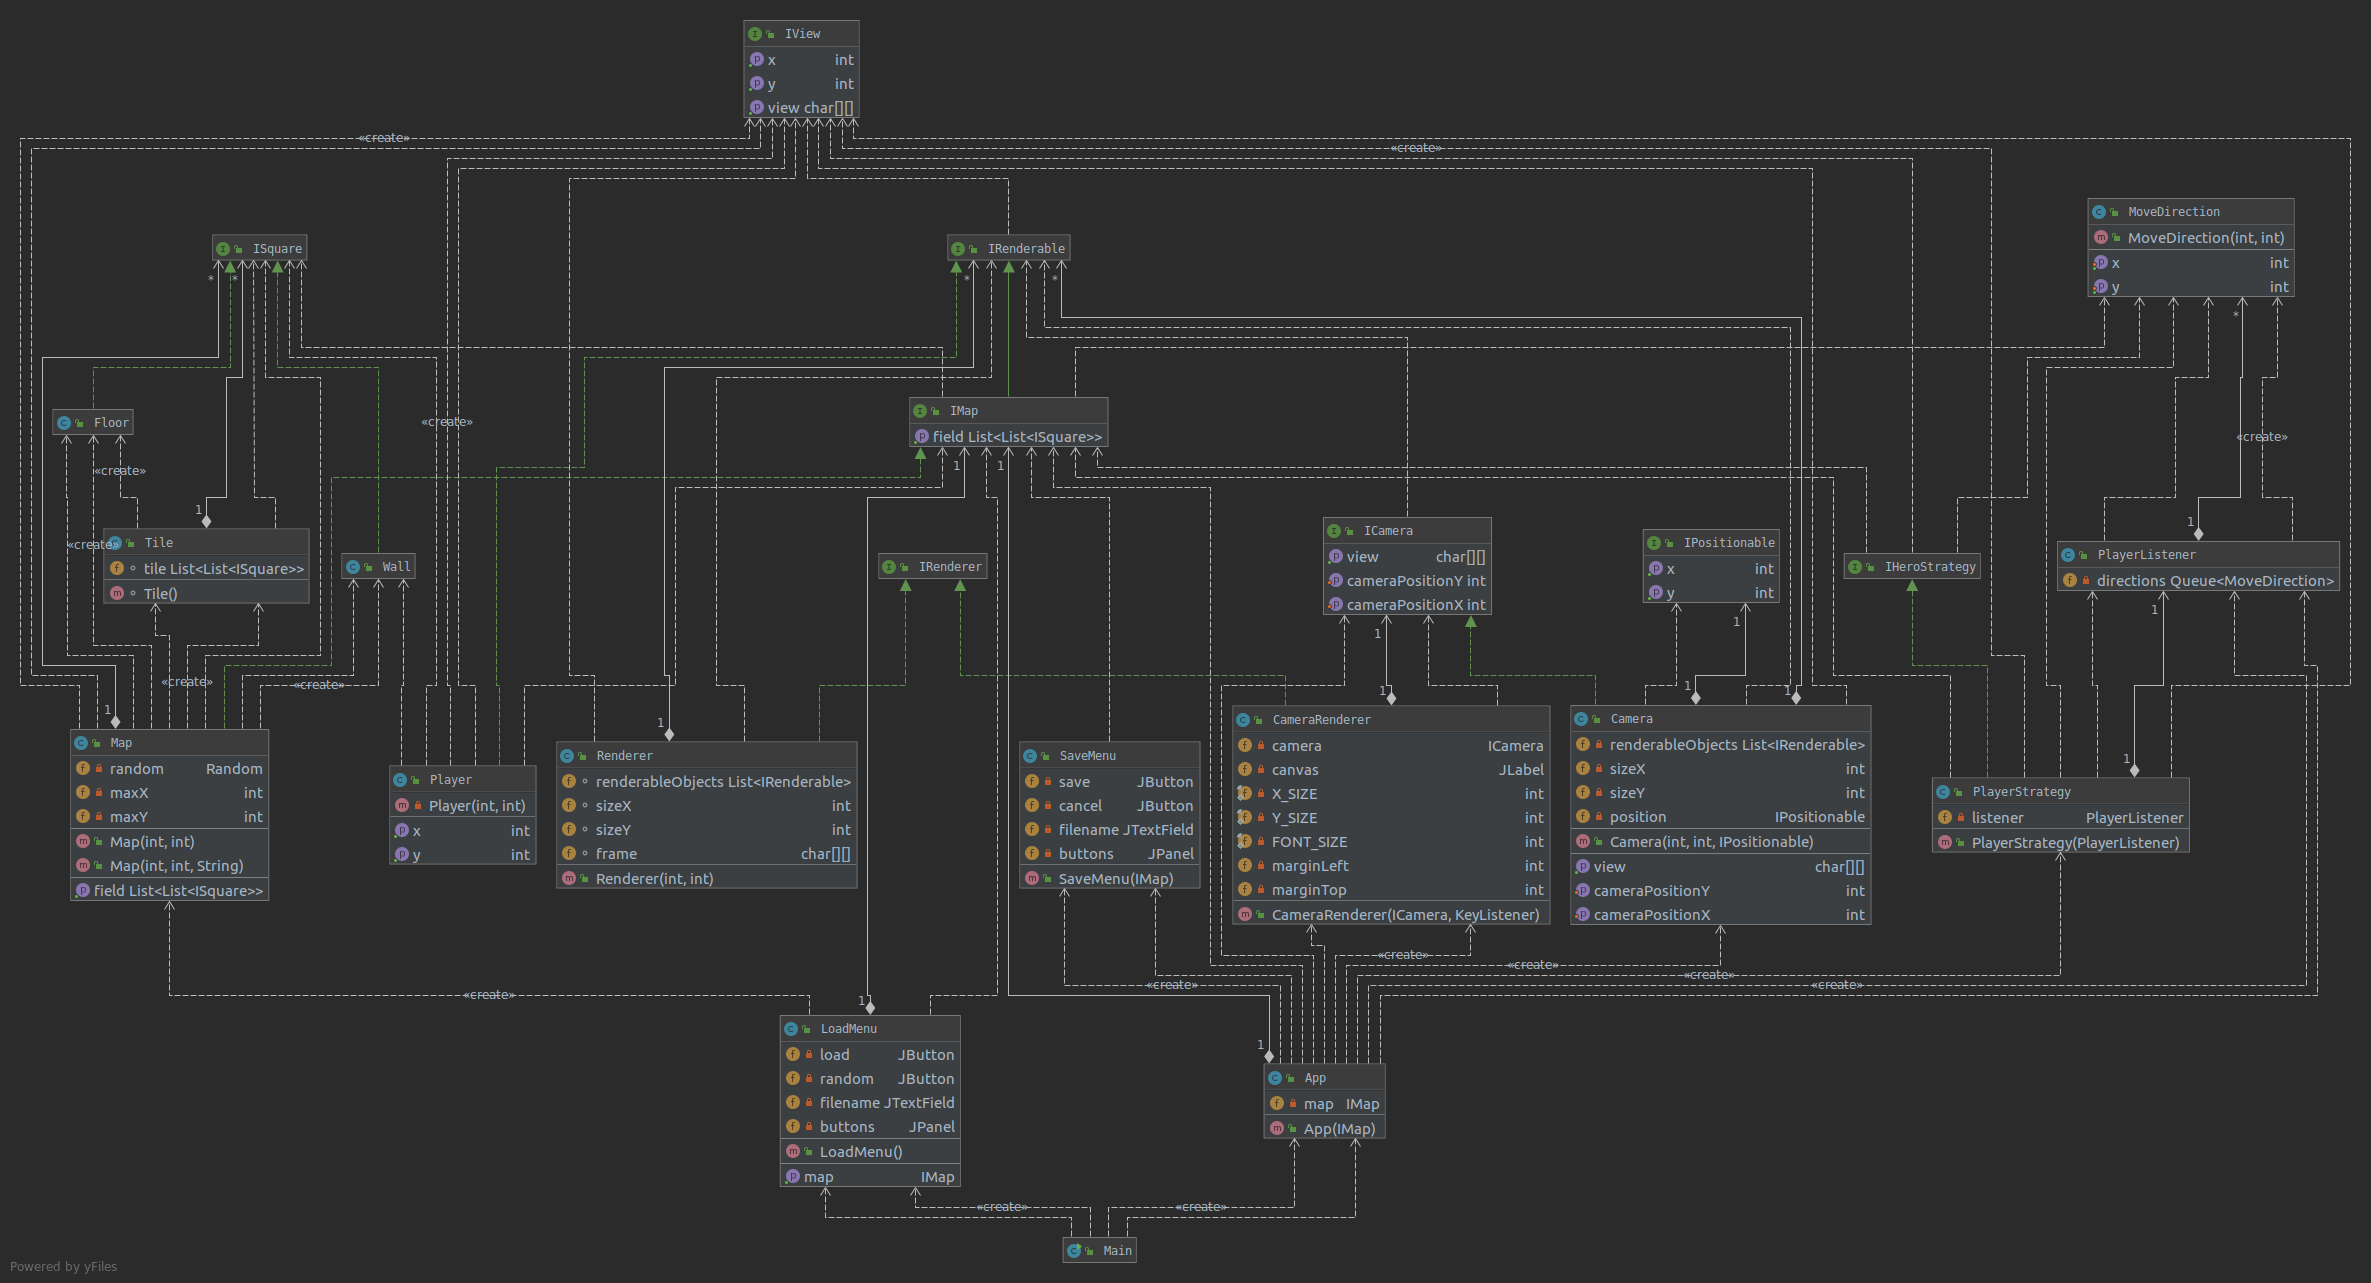 IView
x int
y int
view char[][]
«create»
«create»
MoveDirection
MoveDirection(int, int)
x int
y int
ISquare
* *
IRenderable
* *
*
Floor
«create»
«create»
IMap
field List<List<ISquare>>
1 1
«create»
1
Tile
tile List<List<ISquare>>
Tile()
«create»
Wall
IRenderer
ICamera
view char[][]
cameraPositionY int
cameraPositionX int
1
IPositionable
x int
y int
1
IHeroStrategy
1
PlayerListener
directions Queue<MoveDirection>
1
«create»
«create»
1
Map
random Random
maxX int
maxY int
Map(int, int)
Map(int, int, String)
field List<List<ISquare>>
Player
Player(int, int)
x int
y int
1
Renderer
renderableObjects List<IRenderable>
sizeX int
sizeY int
frame char[][]
Renderer(int, int)
SaveMenu
save JButton
cancel JButton
filename JTextField
buttons JPanel
SaveMenu(IMap)
1
CameraRenderer
camera ICamera
canvas JLabel
X_SIZE int
Y_SIZE int
FONT_SIZE int
marginLeft int
marginTop int
CameraRenderer(ICamera, KeyListener)
1 1
Camera
renderableObjects List<IRenderable>
sizeX int
sizeY int
position IPositionable
Camera(int, int, IPositionable)
view char[][]
cameraPositionY int
cameraPositionX int
1
PlayerStrategy
listener PlayerListener
PlayerStrategy(PlayerListener)
«create»
«create»
«create»
«create»
«create»
«create»
1
LoadMenu
load JButton
random JButton
filename JTextField
buttons JPanel
LoadMenu()
map IMap
1
App
map IMap
App(IMap)
«create» «create»
Main
Powered by yFiles